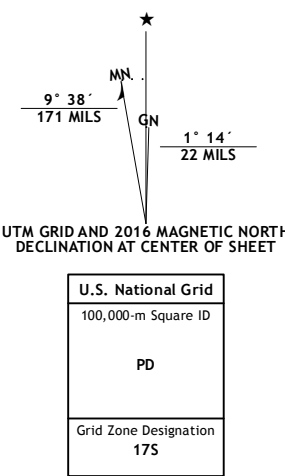 ★
MN
9° 38´
171 MILS
GN
1° 14´
22 MILS
UTM GRID AND 2016 MAGNETIC NORTH
DECLINATION AT CENTER OF SHEET
U.S. National Grid
100,000-m Square ID
PD
Grid Zone Designation
17S